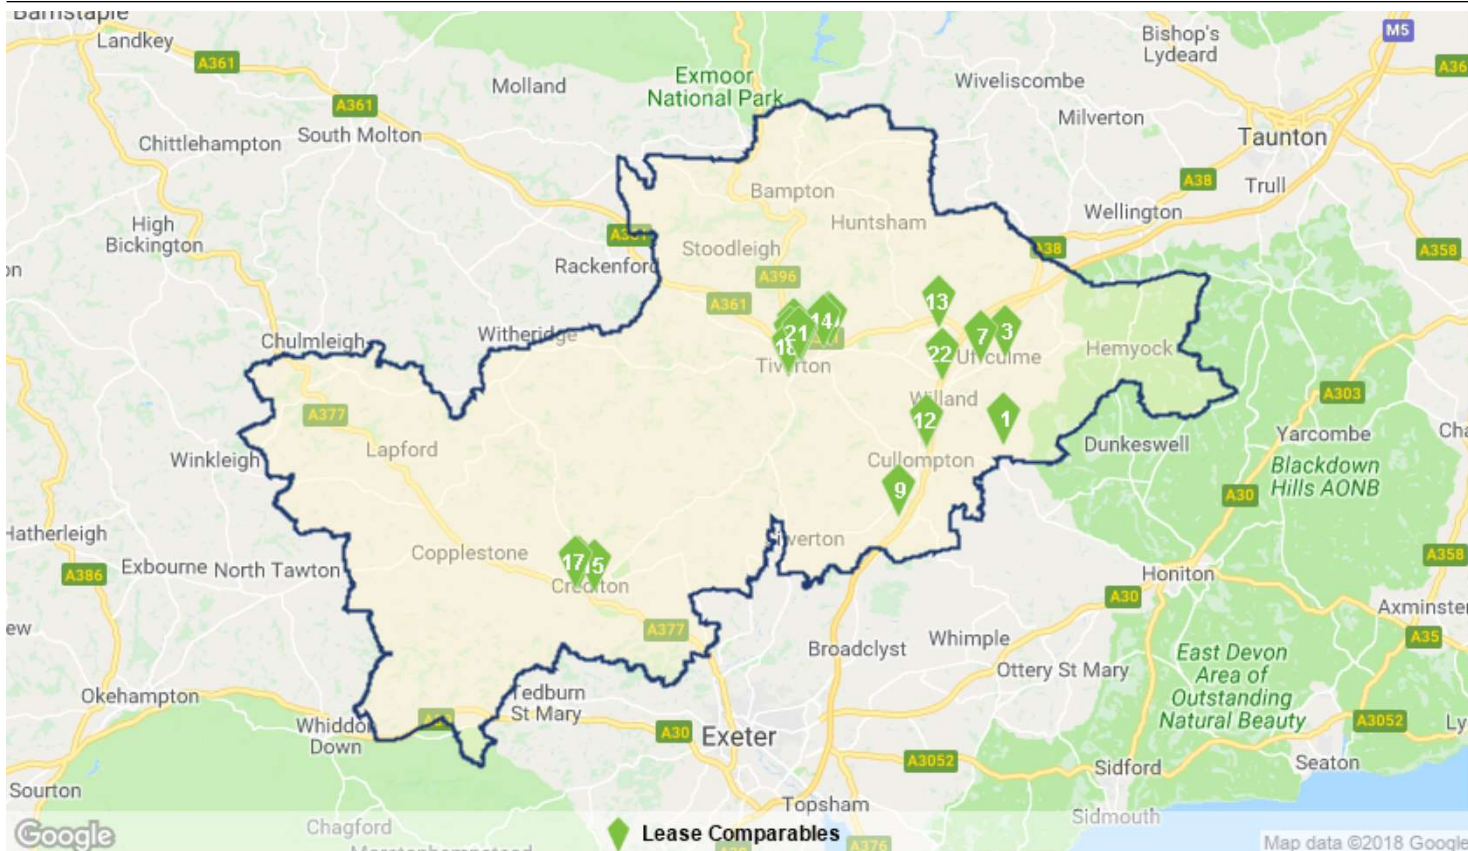 Barnstaple
Landkey
A361
Molland
Exmoor
National Park
Wiveliscombe
Bishop's
Lydeard
M5
A361
South Molton
Chittlehampton
Milverton
Taunton
High
Bickington
Bampton
Huntsham
A38
Trull
Wellington
Stoodleigh
A38
A358
Rackenford
A396
A361
13
14
21
18
7
3
22
Uffculme
Witheridge
Chulmleigh
Tiverton
Hemyock
A377
Willand
A303
12
1
Lapford
Winkleigh
Dunkeswell
Yarcombe
Cullompton
Blackdown
Hills AONB
9
A30
Hatherleigh
Copplestone
17
15
Crediton
A386
Exbourne
North Tawton
A358
Honiton
A30
Axminster
A377
Broadclyst
Whimple
A35
Ottery St Mary
East Devon
Area of
Outstanding
Natural Beauty
Okehampton
Tedburn
St Mary
Whiddon
Down
A30
Exeter
A3052
A3052
Sidford
Seaton
Sourton
Topsham
Sidmouth
Chagford
Google
Lease Comparables
A376
Map data ©2018 Google